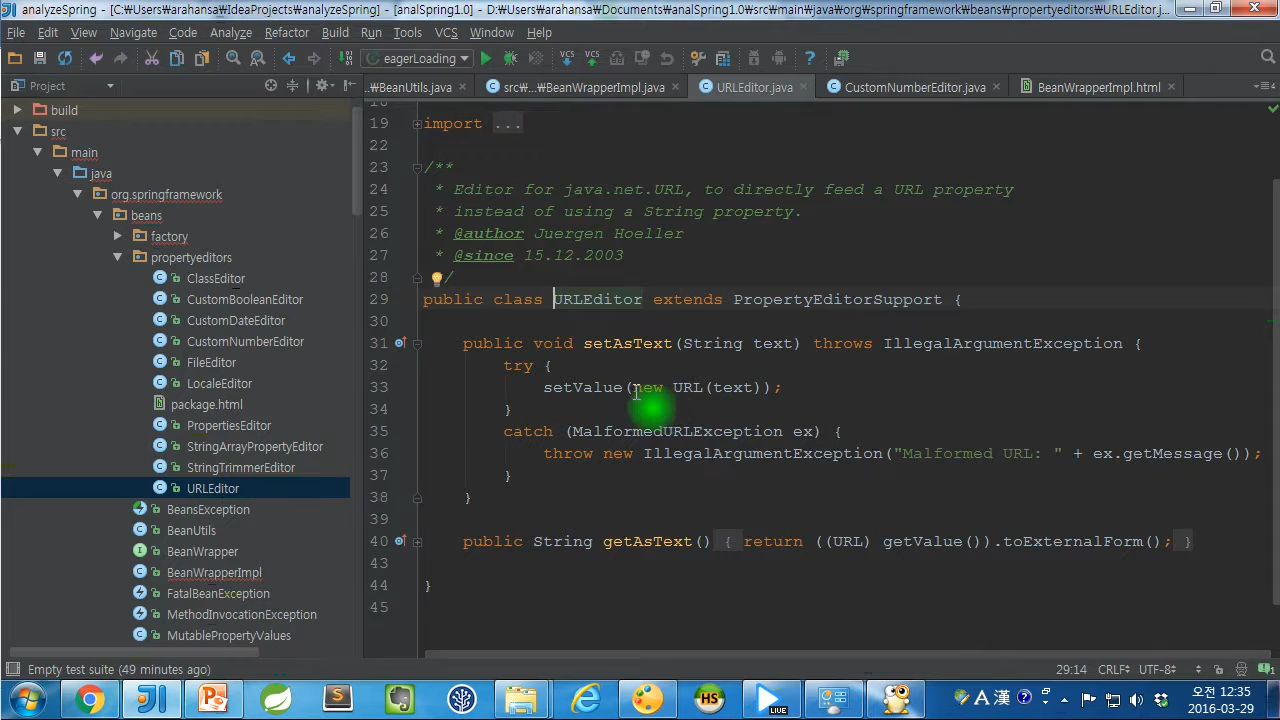 analyzeSpring - [C:₩Users₩arahansa₩IdeaProjects₩analyzeSpring] - [analSpring1.0] - D:₩Users₩arahansa₩Documents₩analSpring1.0₩src₩main₩java₩org₩springframework₩beans₩propertyeditors₩URLEditor.j...
File Edit View Navigate Code Analyze Refactor Build Run Tools VCS Window Help
eagerLoading VCS VCS
Project
...₩BeanUtils.java src₩...₩BeanWrapperImpl.java URLEditor.java CustomNumberEditor.java BeanWrapperImpl.html
build
src
main
java
org.springframework
beans
factory
propertyeditors
ClassEditor
CustomBooleanEditor
CustomDateEditor
CustomNumberEditor
FileEditor
LocaleEditor
package.html
PropertiesEditor
StringArrayPropertyEditor
StringTrimmerEditor
URLEditor
BeansException
BeanUtils
BeanWrapper
BeanWrapperImpl
FatalBeanException
MethodInvocationException
MutablePropertyValues
18
19 import ...
22
23 /**
24 * Editor for java.net.URL, to directly feed a URL property
25 * instead of using a String property.
26 * @author Juergen Hoeller
27 * @since 15.12.2003
28 */
29 public class URLEditor extends PropertyEditorSupport {
30
31 public void setAsText(String text) throws IllegalArgumentException {
32 try {
33 setValue(new URL(text));
34 }
35 catch (MalformedURLException ex) {
36 throw new IllegalArgumentException("Malformed URL: " + ex.getMessage());
37 }
38 }
39
40 public String getAsText() { return ((URL) getValue()).toExternalForm(); }
43
44 }
45
Empty test suite (49 minutes ago) 29:14 CRLF UTF-8 1
LIVE HS A 漢 오전 12:35
2016-03-29